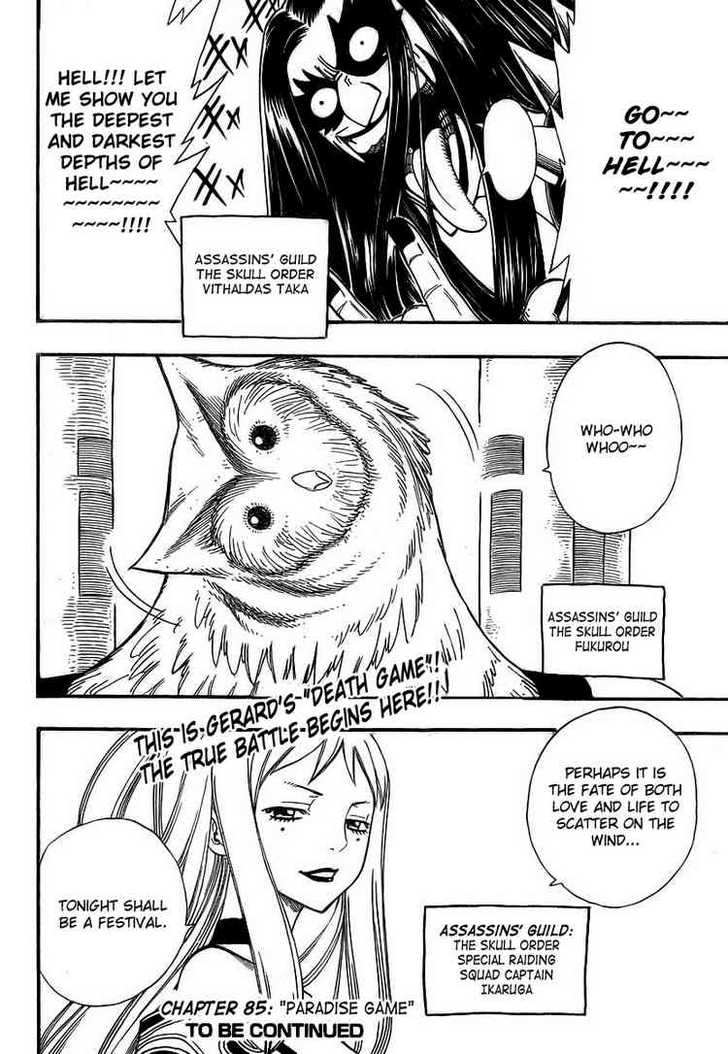 GO~~
TO~~~
HELL~~~
~~!!!!
HELL!!! LET
ME SHOW YOU
THE DEEPEST
AND DARKEST
DEPTHS OF
HELL~~~~
~~~~~~~~
~~~~!!!!
ASSASSINS' GUILD
THE SKULL ORDER
VITHALDAS TAKA
WHO-WHO
WHOO~~
ASSASSINS' GUILD
THE SKULL ORDER
FUKUROU
THIS IS GERARD'S "DEATH GAME"!
THE TRUE BATTLE BEGINS HERE!!
PERHAPS IT IS
THE FATE OF BOTH
LOVE AND LIFE TO
SCATTER ON THE
WIND...
TONIGHT SHALL
BE A FESTIVAL.
ASSASSINS' GUILD:
THE SKULL ORDER
SPECIAL RAIDING
SQUAD CAPTAIN
IKARUGA
CHAPTER 85: "PARADISE GAME"
TO BE CONTINUED